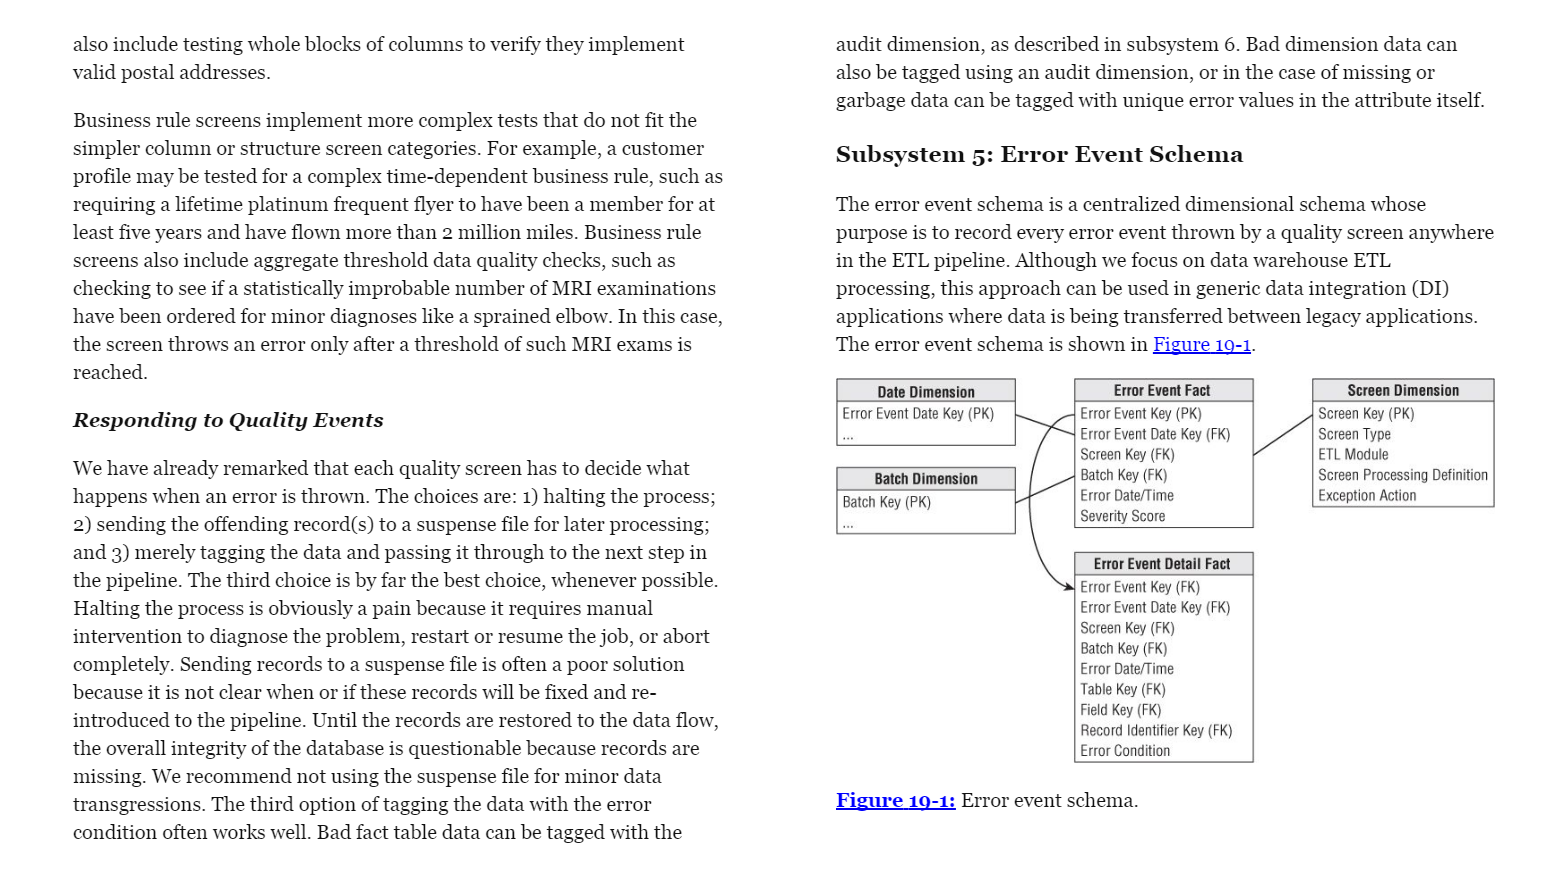 also include testing whole blocks of columns to verify they implement
valid postal addresses.
Business rule screens implement more complex tests that do not fit the
simpler column or structure screen categories. For example, a customer
profile may be tested for a complex time-dependent business rule, such as
requiring a lifetime platinum frequent flyer to have been a member for at
least five years and have flown more than 2 million miles. Business rule
screens also include aggregate threshold data quality checks, such as
checking to see if a statistically improbable number of MRI examinations
have been ordered for minor diagnoses like a sprained elbow. In this case,
the screen throws an error only after a threshold of such MRI exams is
reached.
Responding to Quality Events
We have already remarked that each quality screen has to decide what
happens when an error is thrown. The choices are: 1) halting the process;
2) sending the offending record(s) to a suspense file for later processing;
and 3) merely tagging the data and passing it through to the next step in
the pipeline. The third choice is by far the best choice, whenever possible.
Halting the process is obviously a pain because it requires manual
intervention to diagnose the problem, restart or resume the job, or abort
completely. Sending records to a suspense file is often a poor solution
because it is not clear when or if these records will be fixed and re-
introduced to the pipeline. Until the records are restored to the data flow,
the overall integrity of the database is questionable because records are
missing. We recommend not using the suspense file for minor data
transgressions. The third option of tagging the data with the error
condition often works well. Bad fact table data can be tagged with the
audit dimension, as described in subsystem 6. Bad dimension data can
also be tagged using an audit dimension, or in the case of missing or
garbage data can be tagged with unique error values in the attribute itself.
Subsystem 5: Error Event Schema
The error event schema is a centralized dimensional schema whose
purpose is to record every error event thrown by a quality screen anywhere
in the ETL pipeline. Although we focus on data warehouse ETL
processing, this approach can be used in generic data integration (DI)
applications where data is being transferred between legacy applications.
The error event schema is shown in Figure 19-1.
Date Dimension
Error Event Date Key (PK)
...
Batch Dimension
Batch Key (PK)
...
Error Event Fact
Error Event Key (PK)
Error Event Date Key (FK)
Screen Key (FK)
Batch Key (FK)
Error Date/Time
Severity Score
Screen Dimension
Screen Key (PK)
Screen Type
ETL Module
Screen Processing Definition
Exception Action
Error Event Detail Fact
Error Event Key (FK)
Error Event Date Key (FK)
Screen Key (FK)
Batch Key (FK)
Error Date/Time
Table Key (FK)
Field Key (FK)
Record Identifier Key (FK)
Error Condition
Figure 19-1: Error event schema.